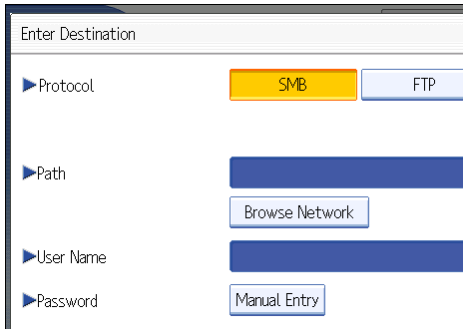 Enter Destination
Protocol SMB FTP
Path
Browse Network
User Name
Password Manual Entry